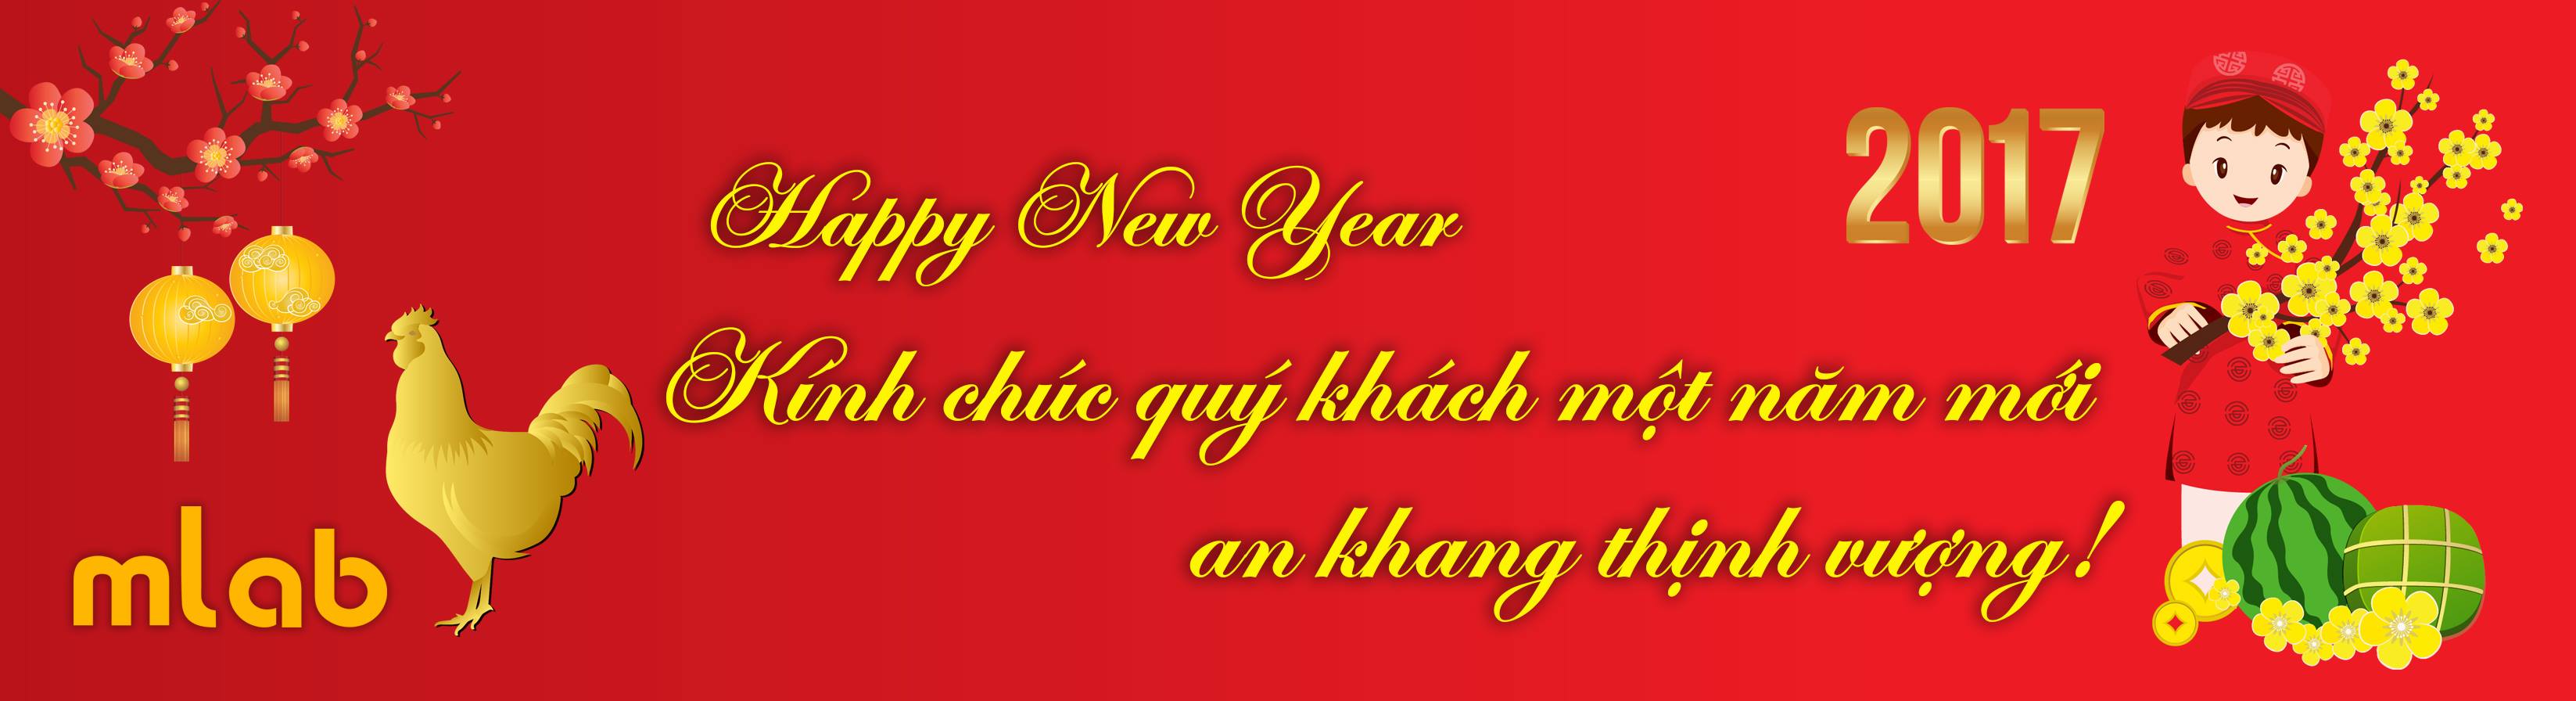 Happy New Year
2017
Kính chúc quý khách một năm mới
an khang thịnh vượng!
mlab